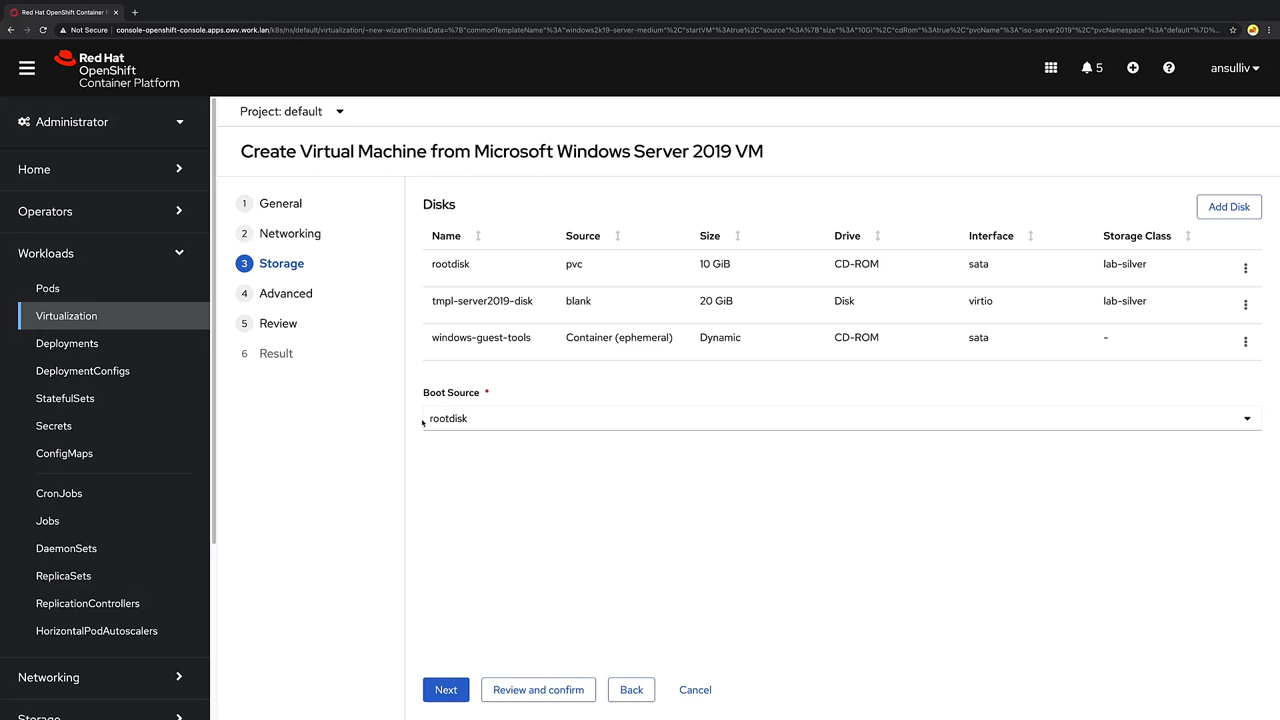 Red Hat OpenShift Container
Not Secure
console-openshift-console.apps.owv.work.lan/k8s/ns/default/virtualization/~new-wizard?initialData=%7B"commonTemplateName"%3A"windows2k19-server-medium"%2C"startVM"%3Atrue%2C"source"%3A%7B"size"%3A"10Gi"%2C"cdRom"%3Atrue%2C"pvcName"%3A"iso-server2019"%2C"pvcNamespace"%3A"default"%7D%...
Red Hat
OpenShift
Container Platform
5
ansulliv
Administrator
Home
Operators
Workloads
Pods
Virtualization
Deployments
DeploymentConfigs
StatefulSets
Secrets
ConfigMaps
CronJobs
Jobs
DaemonSets
ReplicaSets
ReplicationControllers
HorizontalPodAutoscalers
Networking
Storage
Project: default
Create Virtual Machine from Microsoft Windows Server 2019 VM
1 General
2 Networking
3 Storage
4 Advanced
5 Review
6 Result
Disks
Add Disk
Name Source Size Drive Interface Storage Class
rootdisk pvc 10 GiB CD-ROM sata lab-silver
tmpl-server2019-disk blank 20 GiB Disk virtio lab-silver
windows-guest-tools Container (ephemeral) Dynamic CD-ROM sata -
Boot Source *
rootdisk
Next Review and confirm Back Cancel